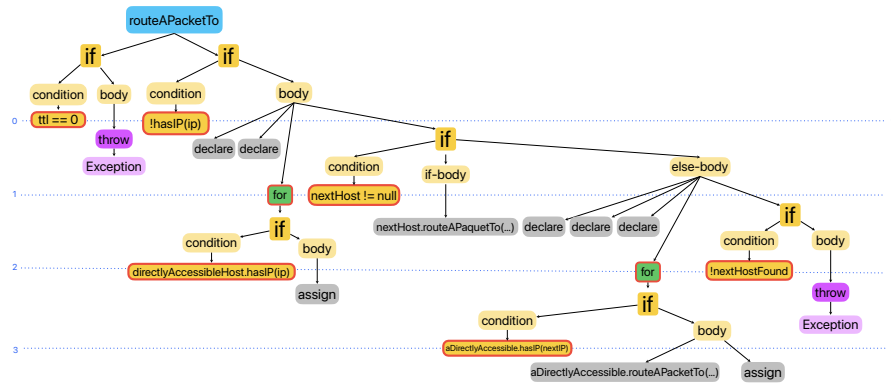 routeAPacketTo
if
if
condition
body
condition
body
0
ttl == 0
!hasIP(ip)
throw
declare
declare
if
Exception
condition
if-body
else-body
1
for
nextHost != null
if
nextHost.routeAPaquetTo(...)
declare
declare
declare
if
condition
body
condition
body
2
directlyAccessibleHost.hasIP(ip)
for
!nextHostFound
assign
if
throw
condition
body
Exception
3
aDirectlyAccessible.hasIP(nextIP)
aDirectlyAccessible.routeAPacketTo(...)
assign